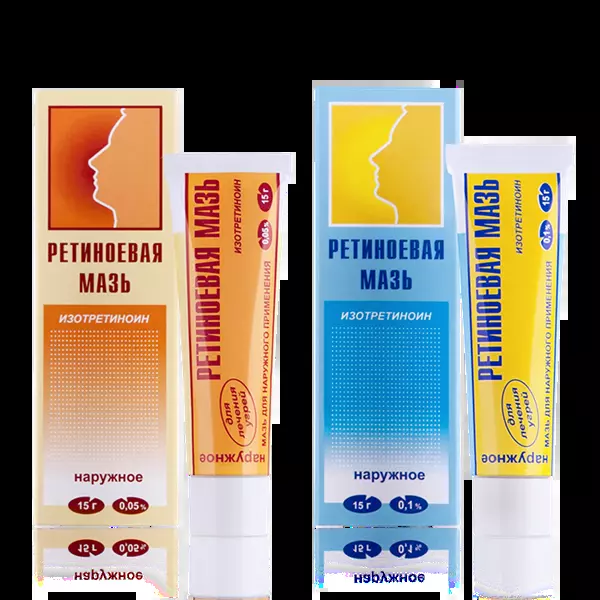 РЕТИНОЕВАЯ
МАЗЬ
ИЗОТРЕТИНОИН
наружное
15 г 0,05%
РЕТИНОЕВАЯ МАЗЬ
ИЗОТРЕТИНОИН
0,05% 15 г
МАЗЬ ДЛЯ НАРУЖНОГО ПРИМЕНЕНИЯ
для
лечения
угрей
наружное
РЕТИНОЕВАЯ
МАЗЬ
ИЗОТРЕТИНОИН
наружное
15 г 0,1%
РЕТИНОЕВАЯ МАЗЬ
ИЗОТРЕТИНОИН
0,1% 15 г
МАЗЬ ДЛЯ НАРУЖНОГО ПРИМЕНЕНИЯ
для
лечения
угрей
наружное